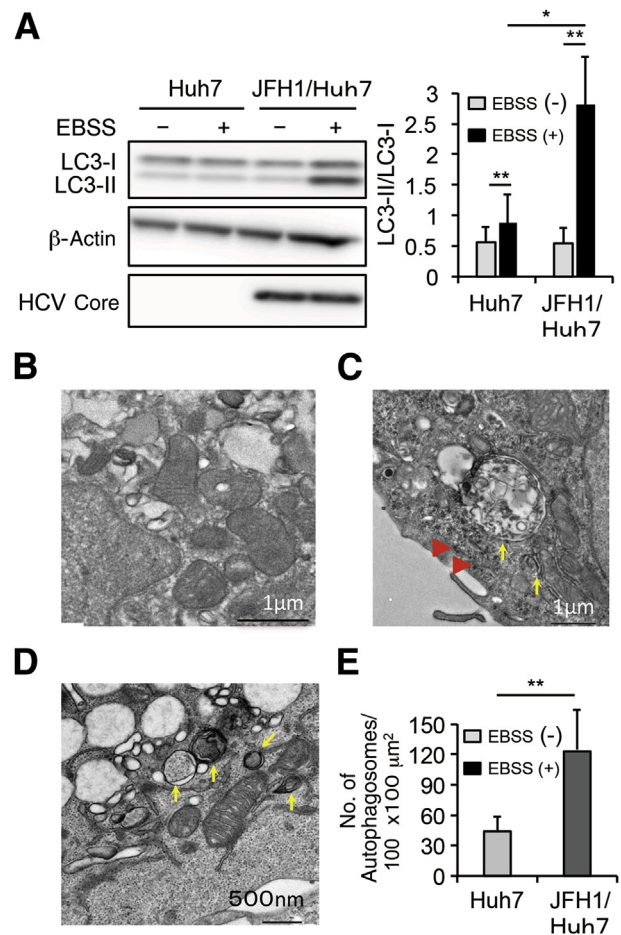 A
Huh7 JFH1/Huh7
EBSS − + − +
LC3-I
LC3-II
β-Actin
HCV Core
*
**
**
LC3-II/LC3-I
3
2.5
2
1.5
1
0.5
0
EBSS (-)
EBSS (+)
Huh7 JFH1/
Huh7
B
1μm
C
1μm
D
500nm
E
**
No. of
Autophagosomes/
100 x100 μm²
150
120
90
60
30
0
EBSS (-)
EBSS (+)
Huh7 JFH1/
Huh7